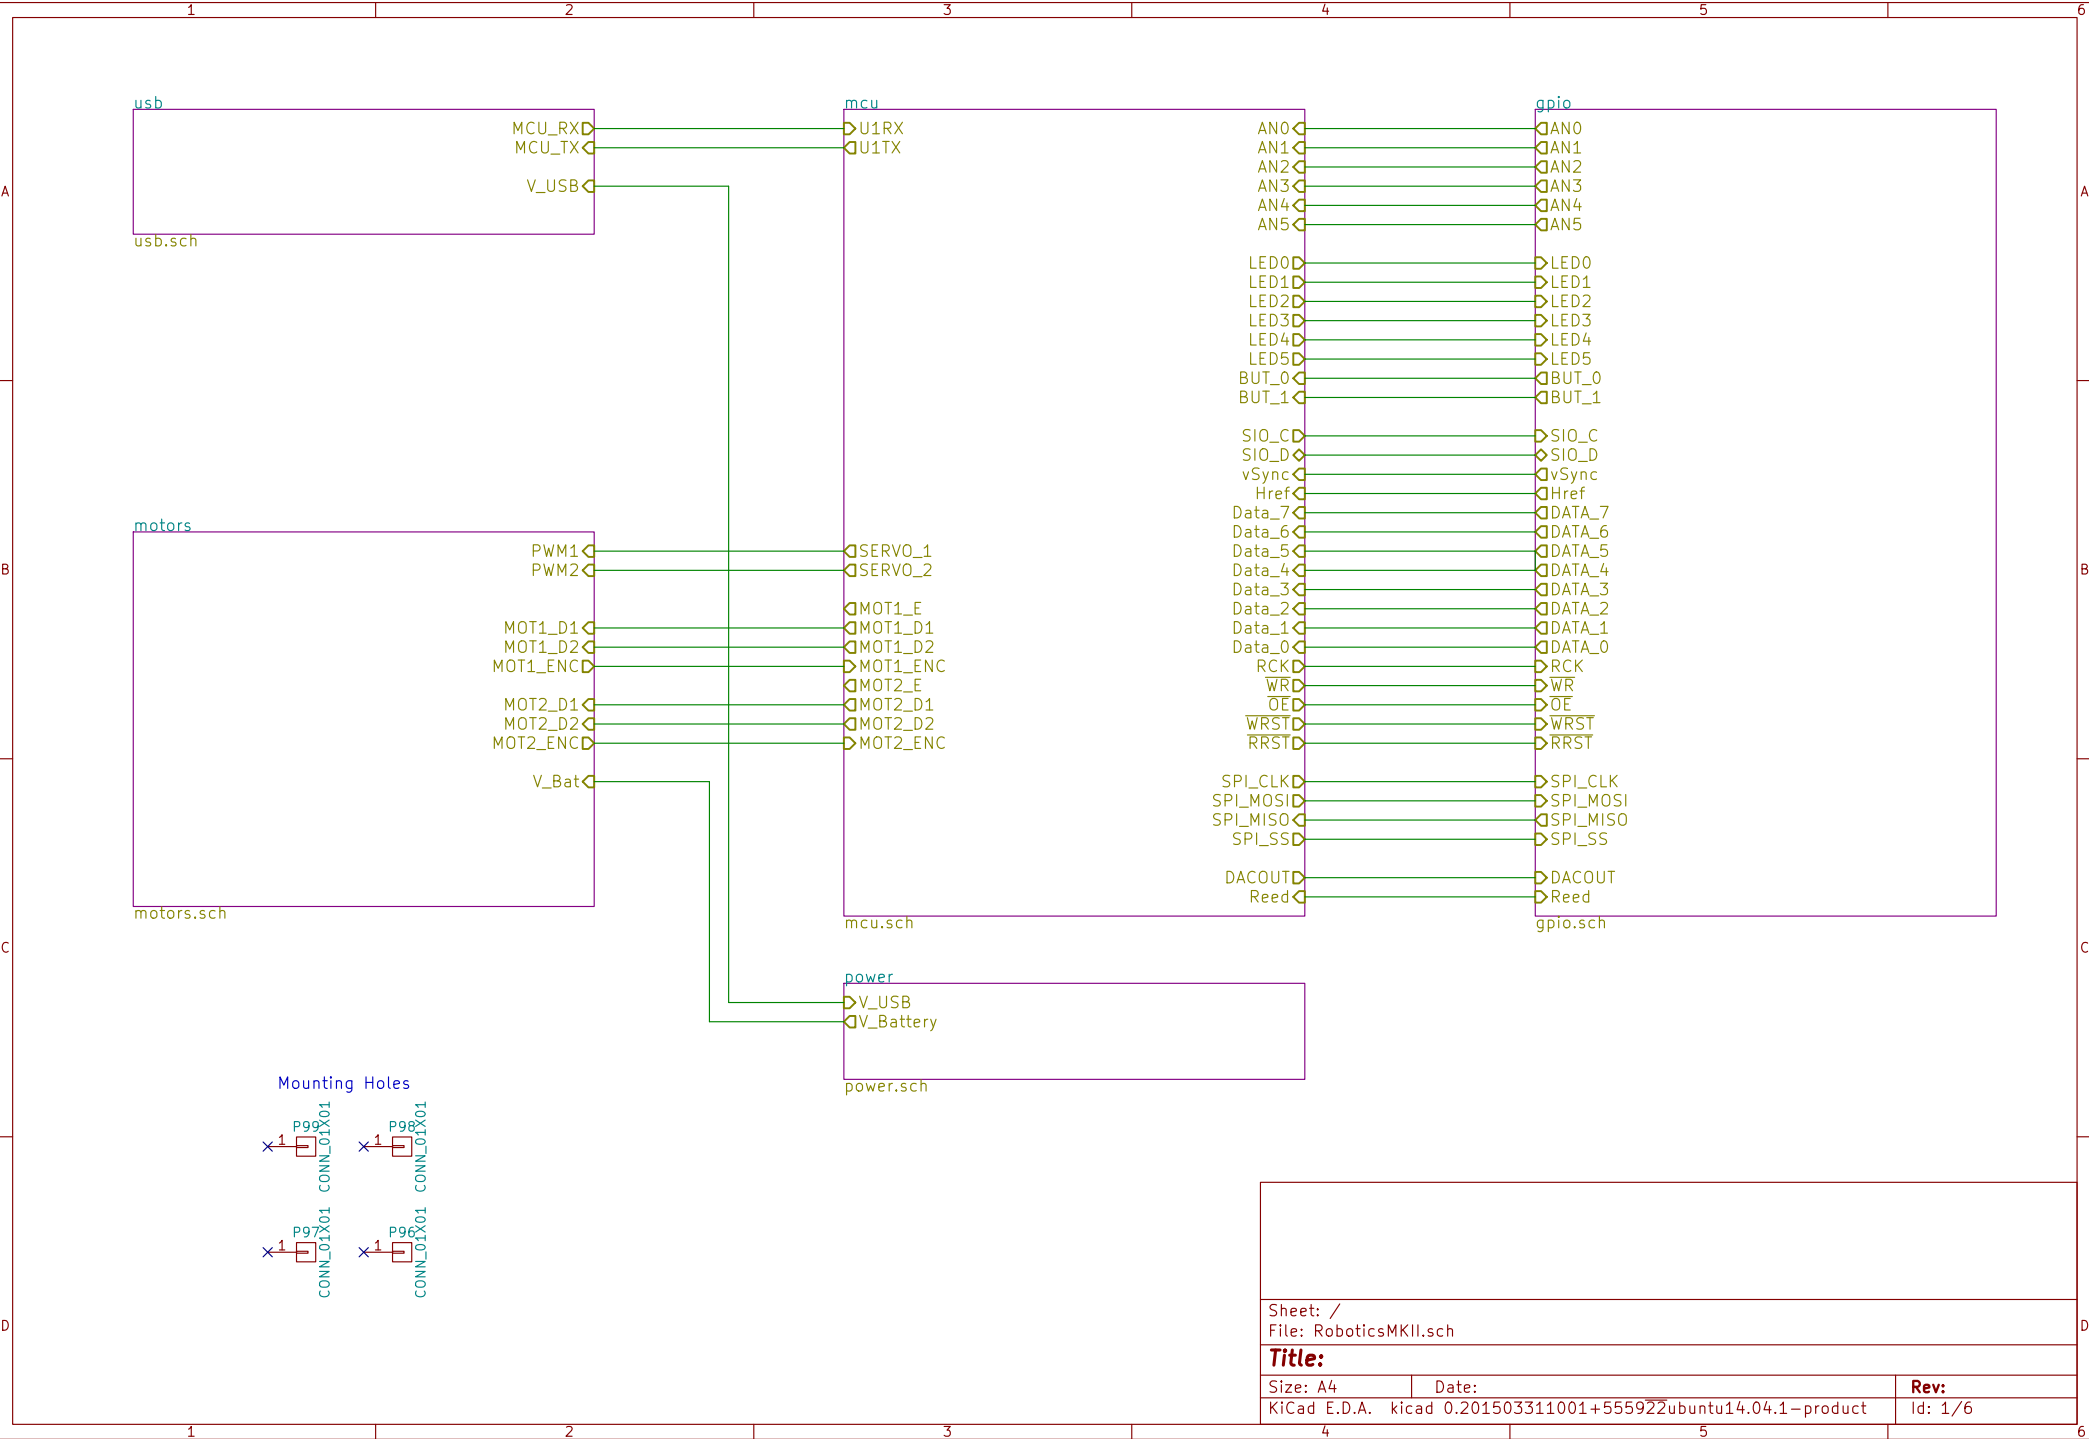 1 2 3 4 5 6
usb
MCU_RX
MCU_TX
V_USB
usb.sch
mcu
U1RX
U1TX
SERVO_1
SERVO_2
MOT1_E
MOT1_D1
MOT1_D2
MOT1_ENC
MOT2_E
MOT2_D1
MOT2_D2
MOT2_ENC
AN0
AN1
AN2
AN3
AN4
AN5
LED0
LED1
LED2
LED3
LED4
LED5
BUT_0
BUT_1
SIO_C
SIO_D
vSync
Href
Data_7
Data_6
Data_5
Data_4
Data_3
Data_2
Data_1
Data_0
RCK
WR
OE
WRST
RRST
SPI_CLK
SPI_MOSI
SPI_MISO
SPI_SS
DACOUT
Reed
mcu.sch
gpio
AN0
AN1
AN2
AN3
AN4
AN5
LED0
LED1
LED2
LED3
LED4
LED5
BUT_0
BUT_1
SIO_C
SIO_D
vSync
Href
DATA_7
DATA_6
DATA_5
DATA_4
DATA_3
DATA_2
DATA_1
DATA_0
RCK
WR
OE
WRST
RRST
SPI_CLK
SPI_MOSI
SPI_MISO
SPI_SS
DACOUT
Reed
gpio.sch
motors
PWM1
PWM2
MOT1_D1
MOT1_D2
MOT1_ENC
MOT2_D1
MOT2_D2
MOT2_ENC
V_Bat
motors.sch
power
V_USB
V_Battery
power.sch
Mounting Holes
P99
1
CONN_01X01
P98
1
CONN_01X01
P97
1
CONN_01X01
P96
1
CONN_01X01
A A
B B
C C
D D
Sheet: /
File: RoboticsMKII.sch
Title:
Size: A4 Date: Rev:
KiCad E.D.A. kicad 0.201503311001+555922ubuntu14.04.1-product Id: 1/6
1 2 3 4 5 6